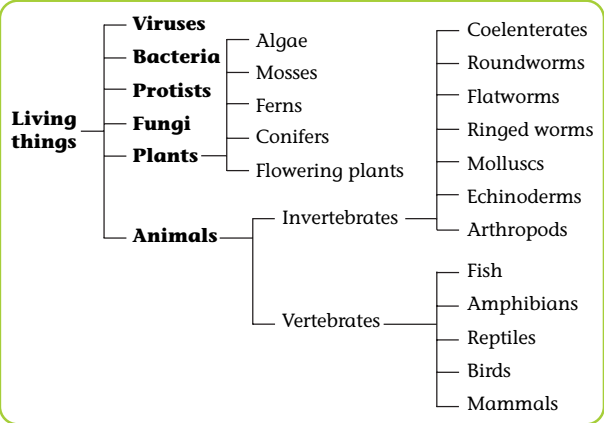 Living
things
Viruses
Bacteria
Protists
Fungi
Plants
Animals
Algae
Mosses
Ferns
Conifers
Flowering plants
Invertebrates
Vertebrates
Coelenterates
Roundworms
Flatworms
Ringed worms
Molluscs
Echinoderms
Arthropods
Fish
Amphibians
Reptiles
Birds
Mammals